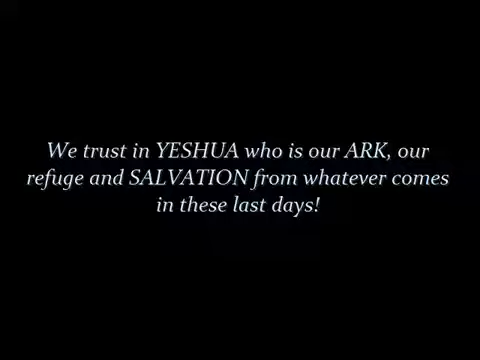 We trust in YESHUA who is our ARK, our
refuge and SALVATION from whatever comes
in these last days!